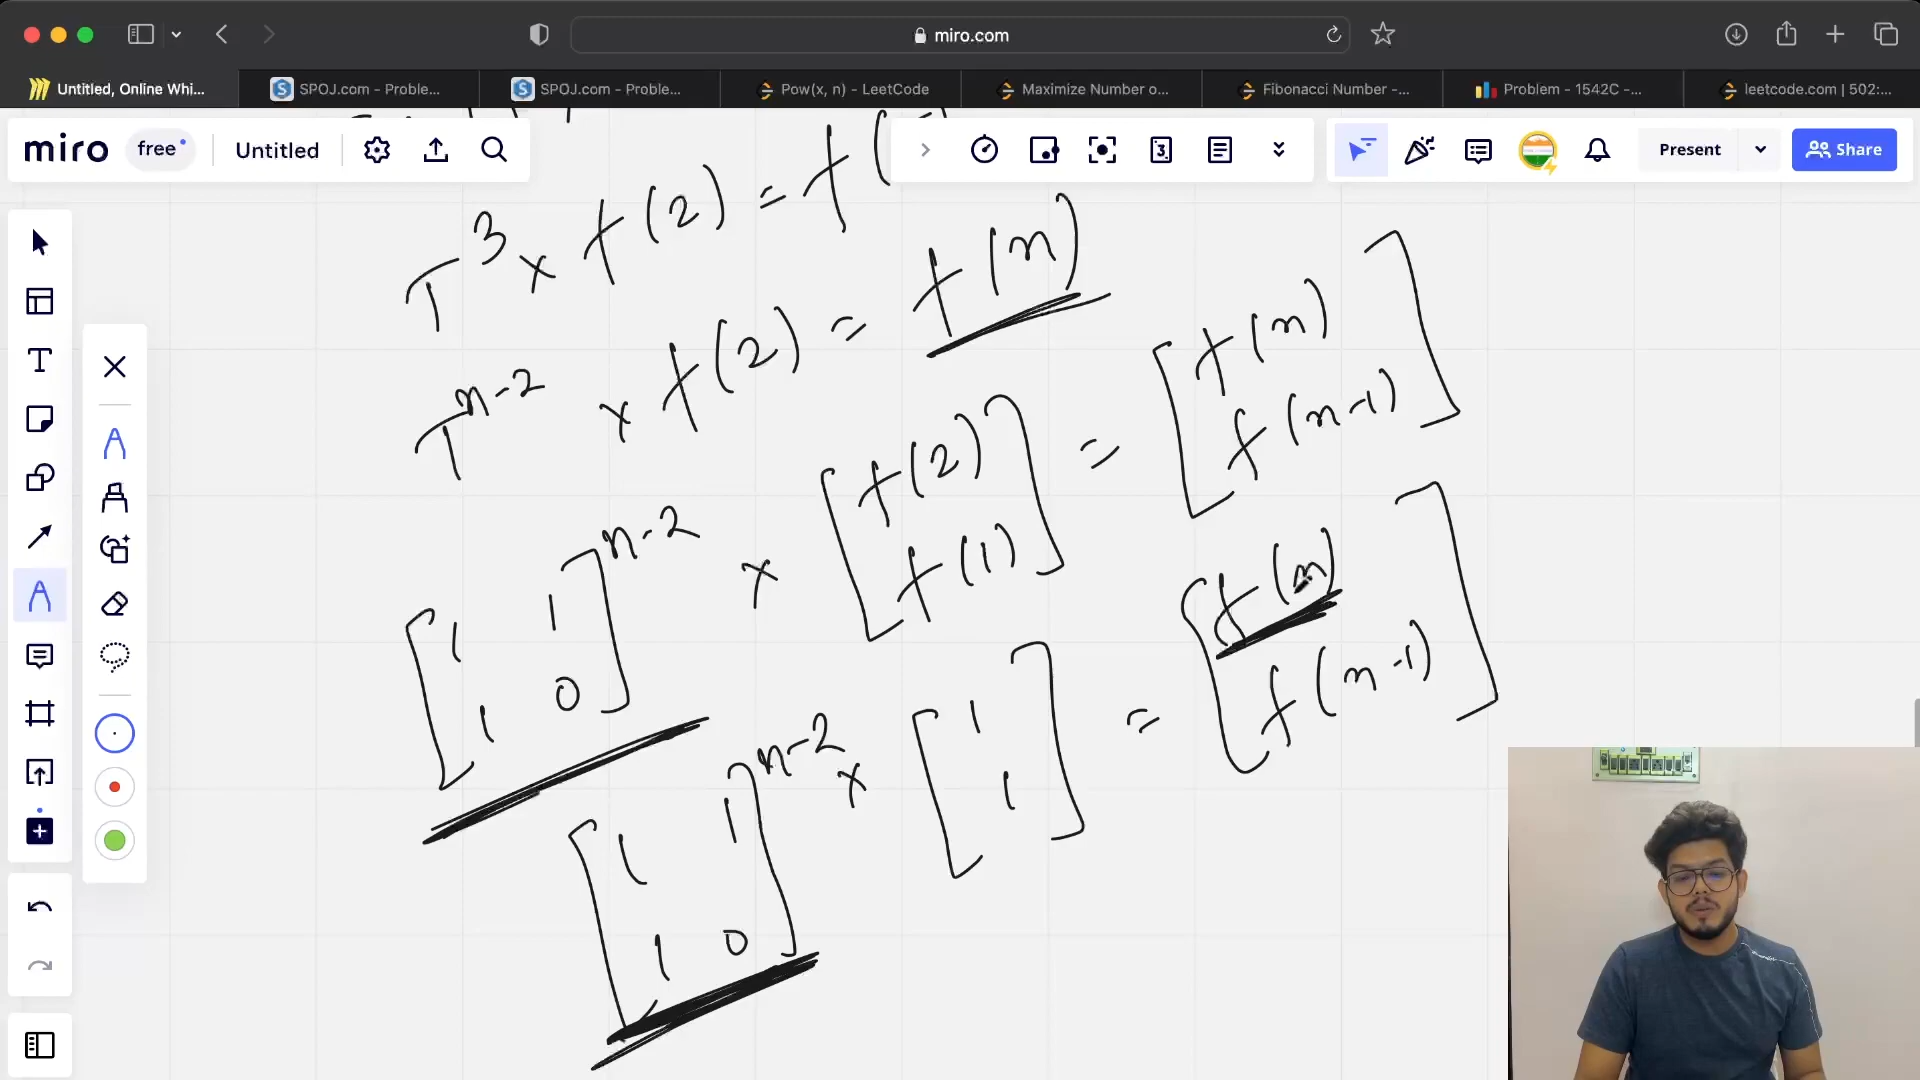 miro.com
Untitled, Online Whi...
SPOJ.com - Proble...
SPOJ.com - Proble...
Pow(x, n) - LeetCode
Maximize Number o...
Fibonacci Number -...
Problem - 1542C -...
leetcode.com | 502:...
miro free Untitled
3
Present
Share
T^3 x f(2) = f(
T^n-2 x f(2) = f(n)
[1 1
1 0]^n-2 x [f(2)
f(1)] = [f(n)
f(n-1)]
[1 1
1 0]^n-2 x [1
1] = [f(n)
f(n-1)]